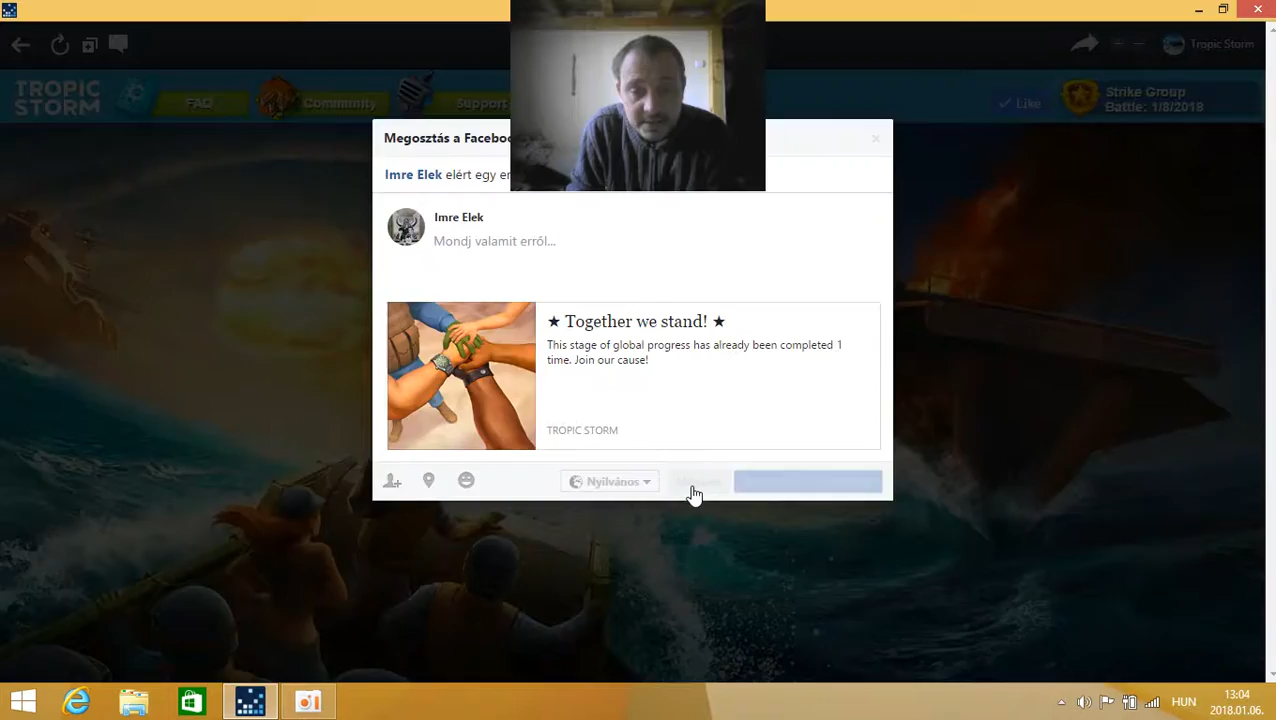 Tropic Storm
TROPIC
STORM
FAQ
Community
Support
Like
Strike Group
Battle: 1/8/2018
Megosztás a
Imre Elek elért egy
Imre Elek
Mondj valamit erről...
★ Together we stand! ★
This stage of global progress has already been completed 1
time. Join our cause!
TROPIC STORM
Nyilvános
HUN
13:04
2018.01.06.